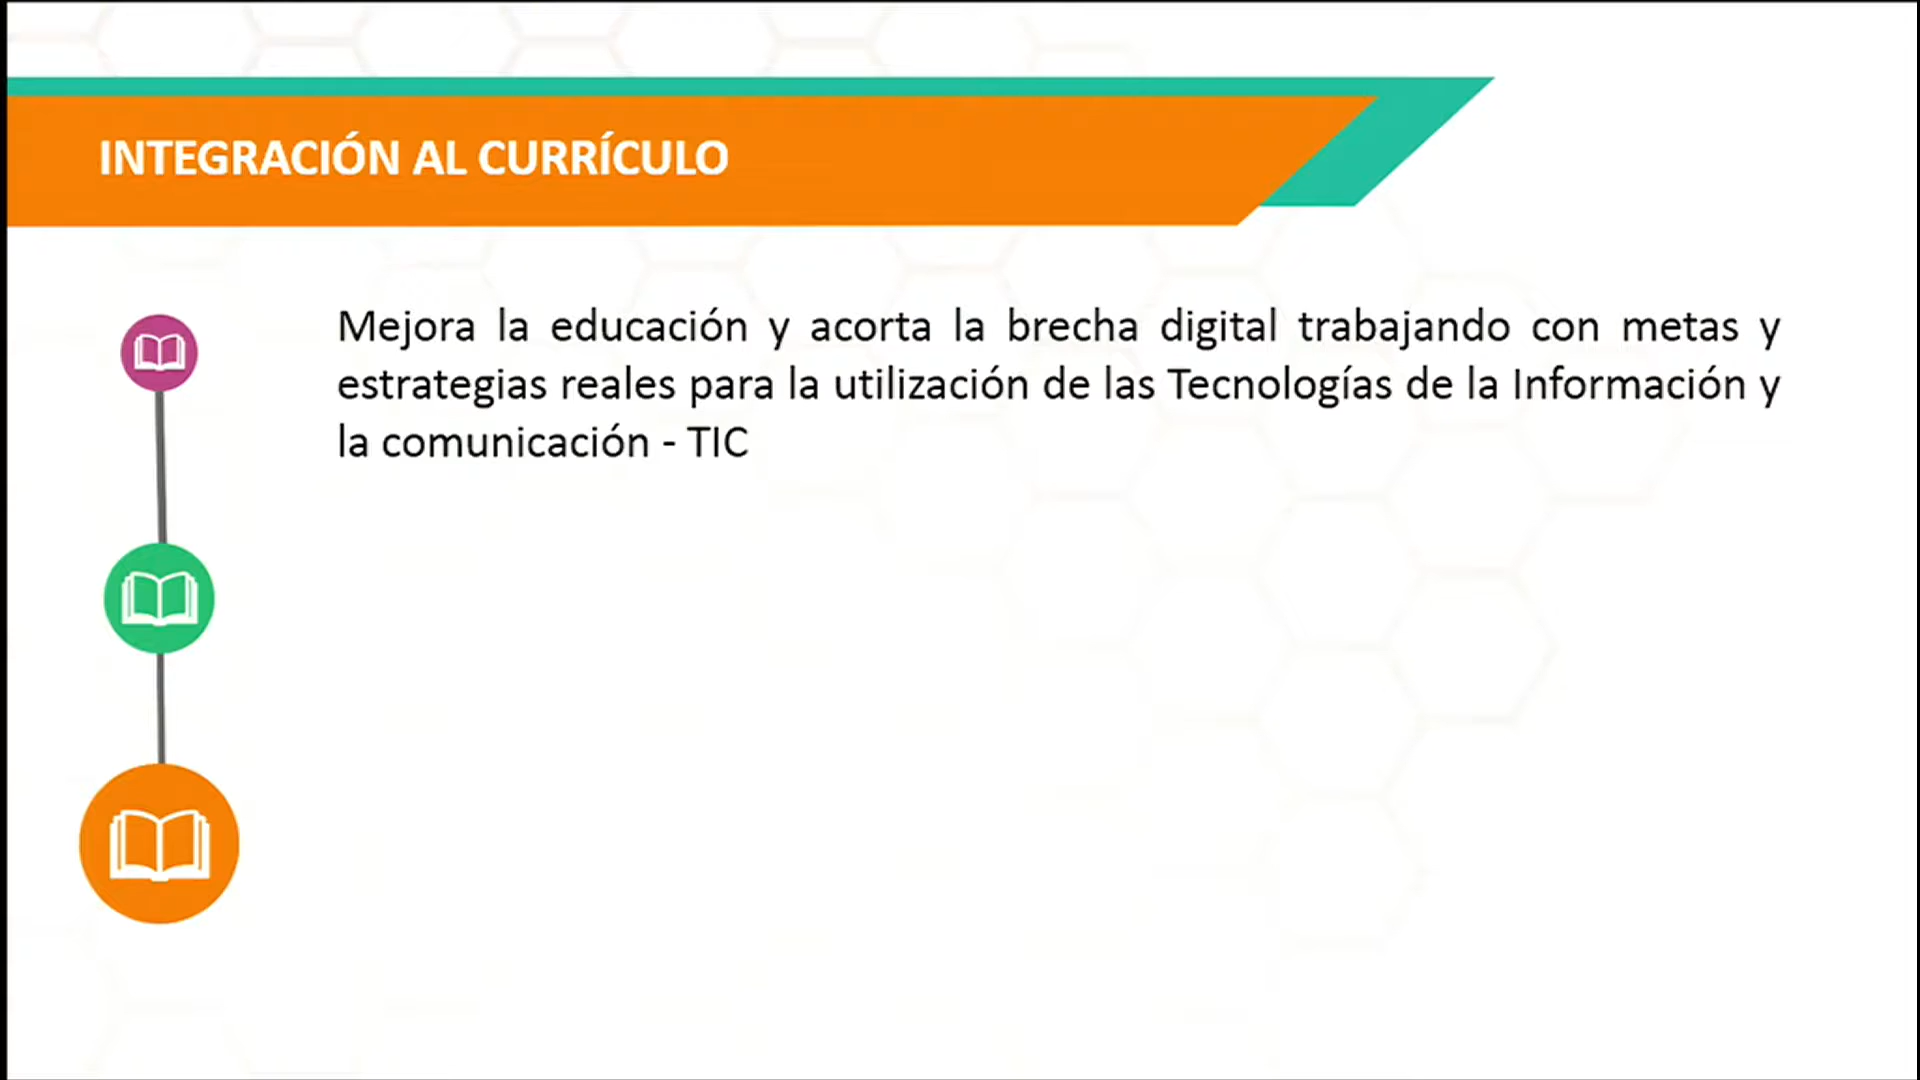 INTEGRACIÓN AL CURRÍCULO
Mejora la educación y acorta la brecha digital trabajando con metas y
estrategias reales para la utilización de las Tecnologías de la Información y
la comunicación - TIC